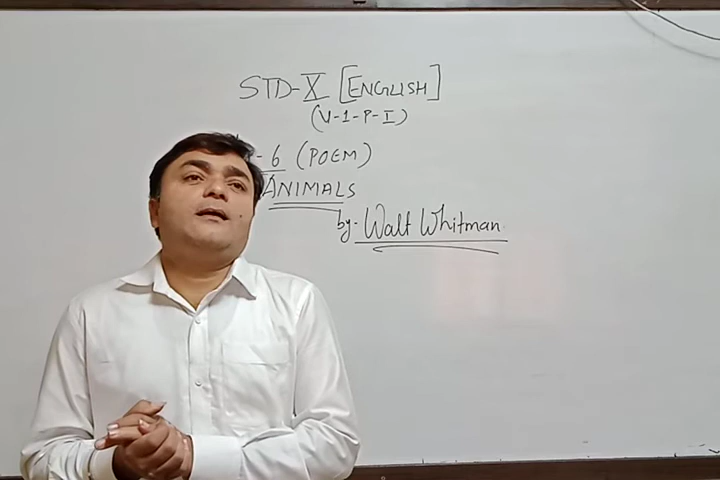 STD-X [ENGLISH]
(V-1-P-I)
- 6 (POEM)
ANIMALS
by- Walt Whitman